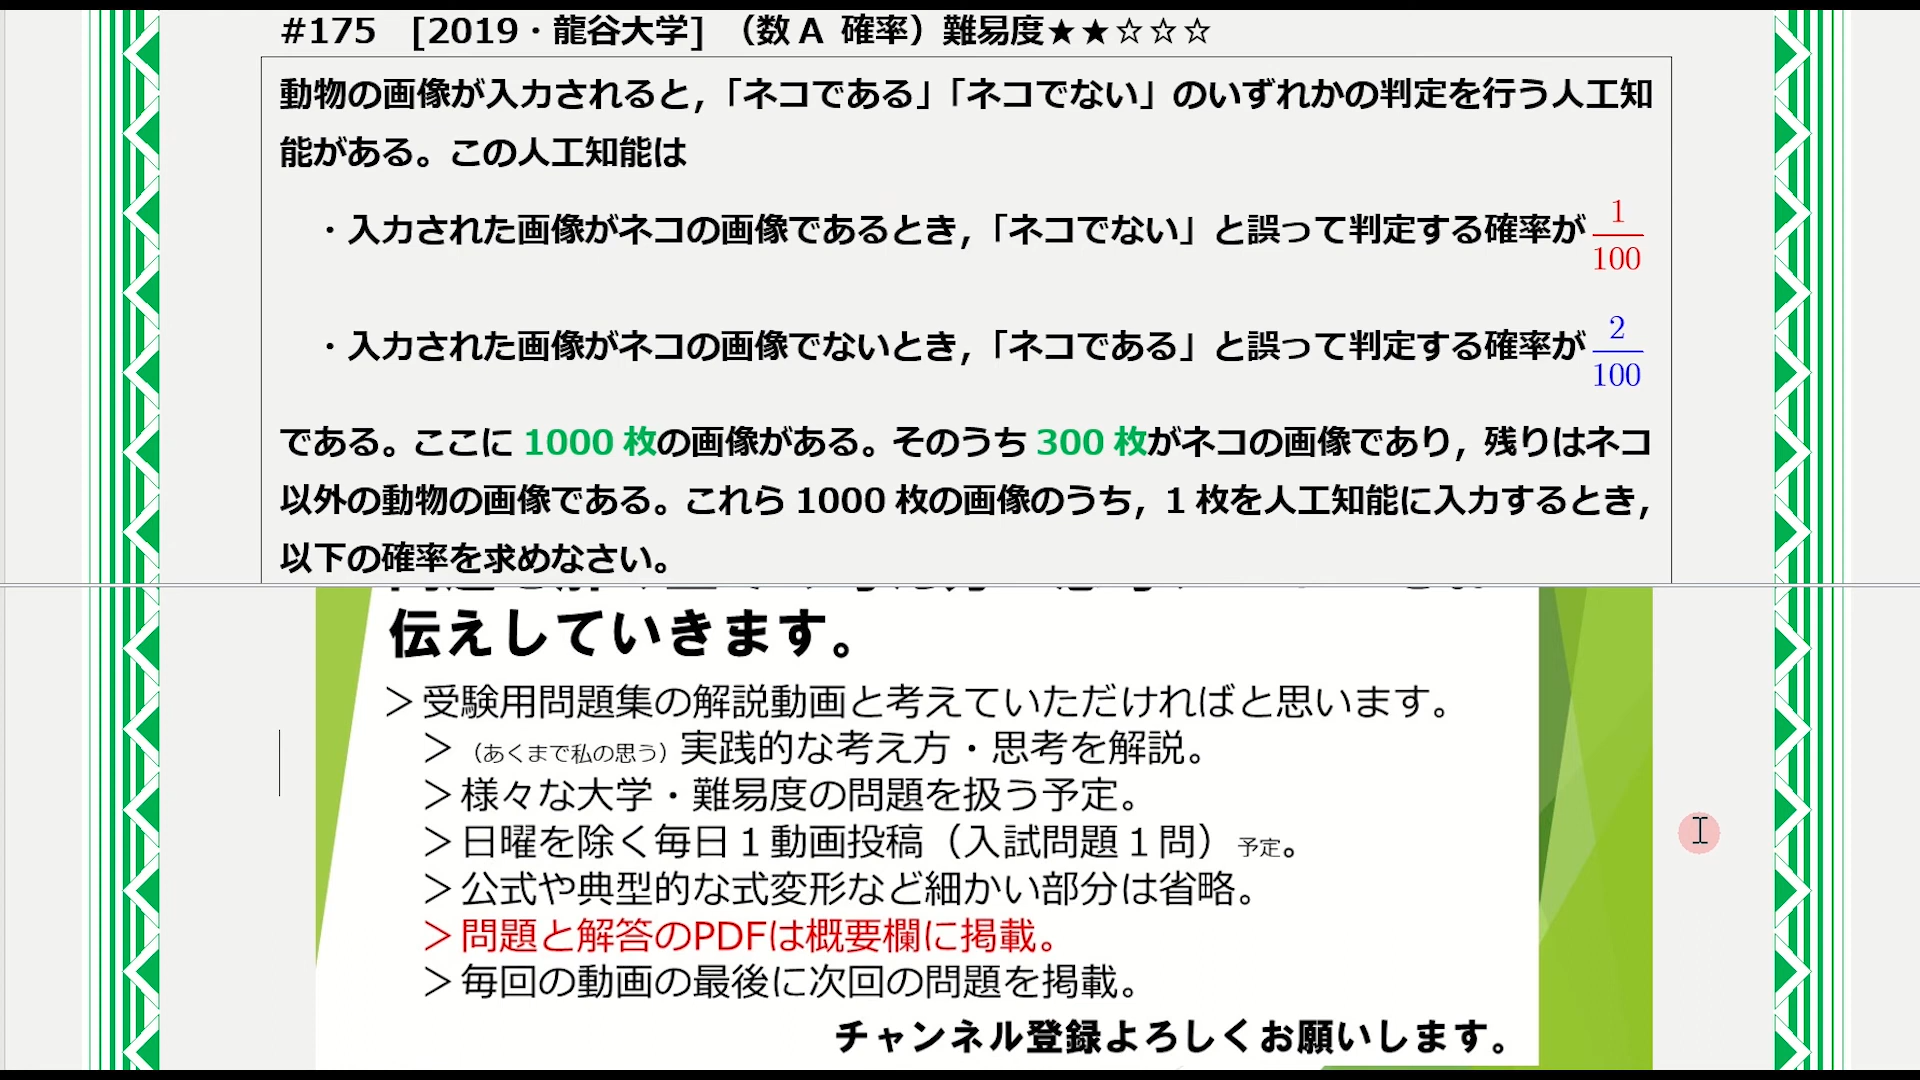 #175 [2019・龍谷大学] （数A 確率）難易度★★☆☆☆
動物の画像が入力されると，「ネコである」「ネコでない」のいずれかの判定を行う人工知
能がある。この人工知能は
・入力された画像がネコの画像であるとき，「ネコでない」と誤って判定する確率が 1/100
・入力された画像がネコの画像でないとき，「ネコである」と誤って判定する確率が 2/100
である。ここに 1000 枚の画像がある。そのうち 300 枚がネコの画像であり，残りはネコ
以外の動物の画像である。これら 1000 枚の画像のうち，1 枚を人工知能に入力するとき，
以下の確率を求めなさい。
伝えしていきます。
＞受験用問題集の解説動画と考えていただければと思います。
＞（あくまで私の思う）実践的な考え方・思考を解説。
＞様々な大学・難易度の問題を扱う予定。
＞日曜を除く毎日１動画投稿（入試問題１問）予定。
＞公式や典型的な式変形など細かい部分は省略。
＞問題と解答のPDFは概要欄に掲載。
＞毎回の動画の最後に次回の問題を掲載。
チャンネル登録よろしくお願いします。